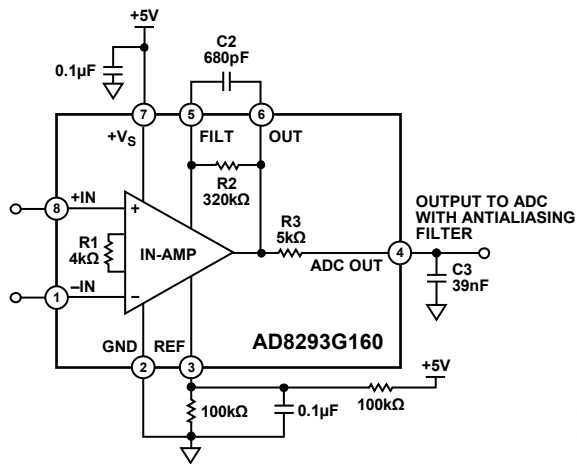 +5V
C2
680pF
0.1µF
7
5
6
+VS
FILT
OUT
R2
320kΩ
8
+IN
+
R1
4kΩ
IN-AMP
R3
5kΩ
OUTPUT TO ADC
WITH ANTIALIASING
FILTER
ADC OUT
4
C3
39nF
1
–IN
–
GND
REF
AD8293G160
2
3
+5V
100kΩ
0.1µF
100kΩ